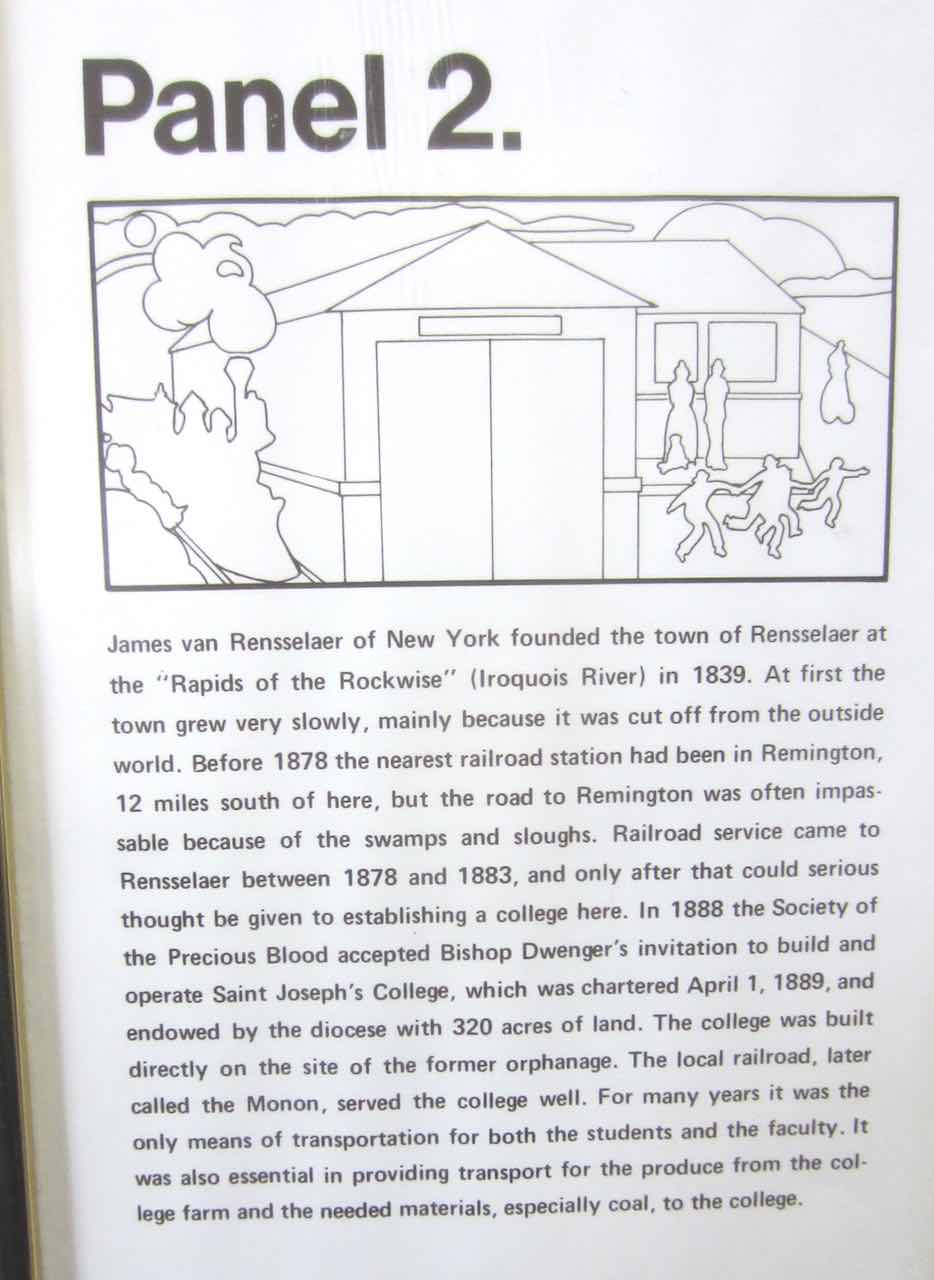 Panel 2.
James van Rensselaer of New York founded the town of Rensselaer at
the “Rapids of the Rockwise” (Iroquois River) in 1839. At first the
town grew very slowly, mainly because it was cut off from the outside
world. Before 1878 the nearest railroad station had been in Remington,
12 miles south of here, but the road to Remington was often impas-
sable because of the swamps and sloughs. Railroad service came to
Rensselaer between 1878 and 1883, and only after that could serious
thought be given to establishing a college here. In 1888 the Society of
the Precious Blood accepted Bishop Dwenger’s invitation to build and
operate Saint Joseph’s College, which was chartered April 1, 1889, and
endowed by the diocese with 320 acres of land. The college was built
directly on the site of the former orphanage. The local railroad, later
called the Monon, served the college well. For many years it was the
only means of transportation for both the students and the faculty. It
was also essential in providing transport for the produce from the col-
lege farm and the needed materials, especially coal, to the college.